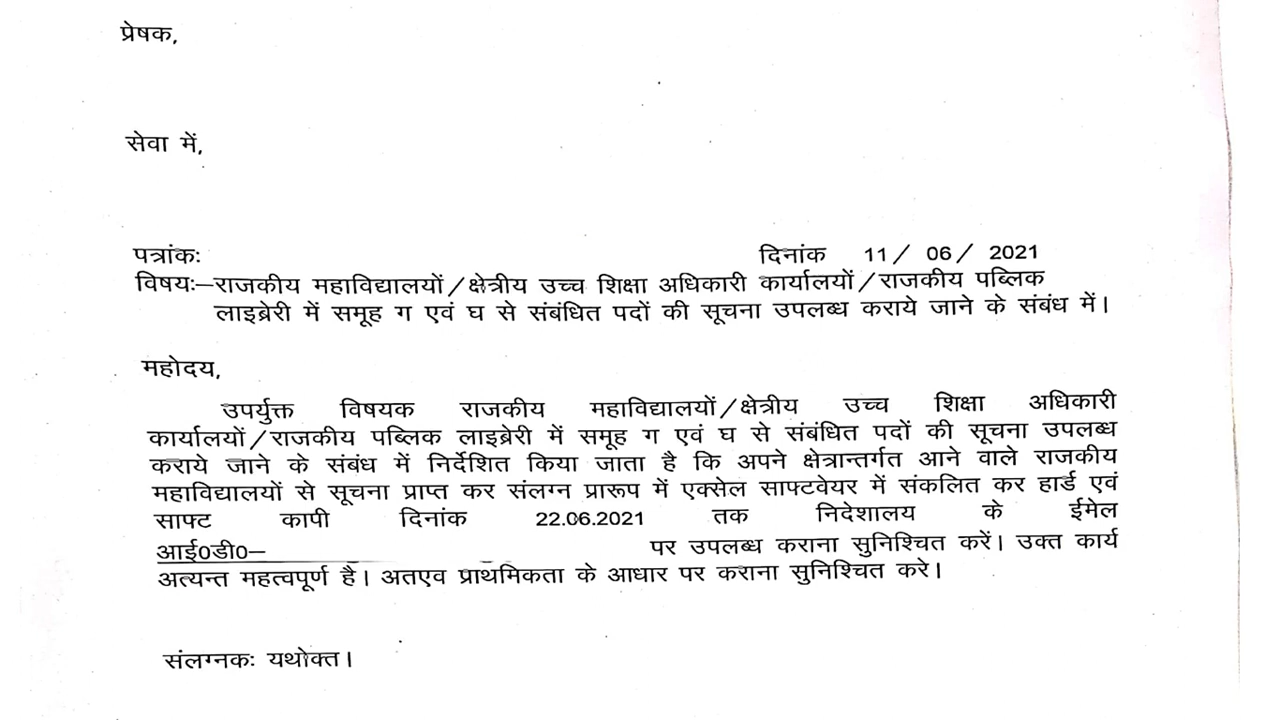 प्रेषक,
सेवा में,
पत्रांकः दिनांक 11/ 06 / 2021
विषयः–राजकीय महाविद्यालयों/क्षेत्रीय उच्च शिक्षा अधिकारी कार्यालयों/राजकीय पब्लिक
लाइब्रेरी में समूह ग एवं घ से संबंधित पदों की सूचना उपलब्ध कराये जाने के संबंध में।
महोदय,
उपर्युक्त विषयक राजकीय महाविद्यालयों/क्षेत्रीय उच्च शिक्षा अधिकारी
कार्यालयों/राजकीय पब्लिक लाइब्रेरी में समूह ग एवं घ से संबंधित पदों की सूचना उपलब्ध
कराये जाने के संबंध में निर्देशित किया जाता है कि अपने क्षेत्रान्तर्गत आने वाले राजकीय
महाविद्यालयों से सूचना प्राप्त कर संलग्न प्रारूप में एक्सेल साफ्टवेयर में संकलित कर हार्ड एवं
साफ्ट कापी दिनांक 22.06.2021 तक निदेशालय के ईमेल
आई0डी0– पर उपलब्ध कराना सुनिश्चित करें। उक्त कार्य
अत्यन्त महत्वपूर्ण है। अतएव प्राथमिकता के आधार पर कराना सुनिश्चित करे।
संलग्नकः यथोक्त।